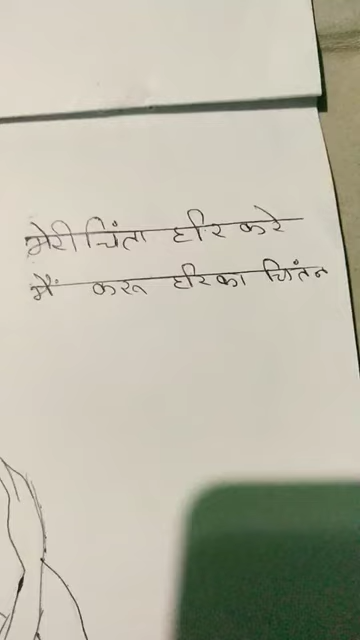 मेरी चिंता हरि करे
मैं करू हरि का चिंतन